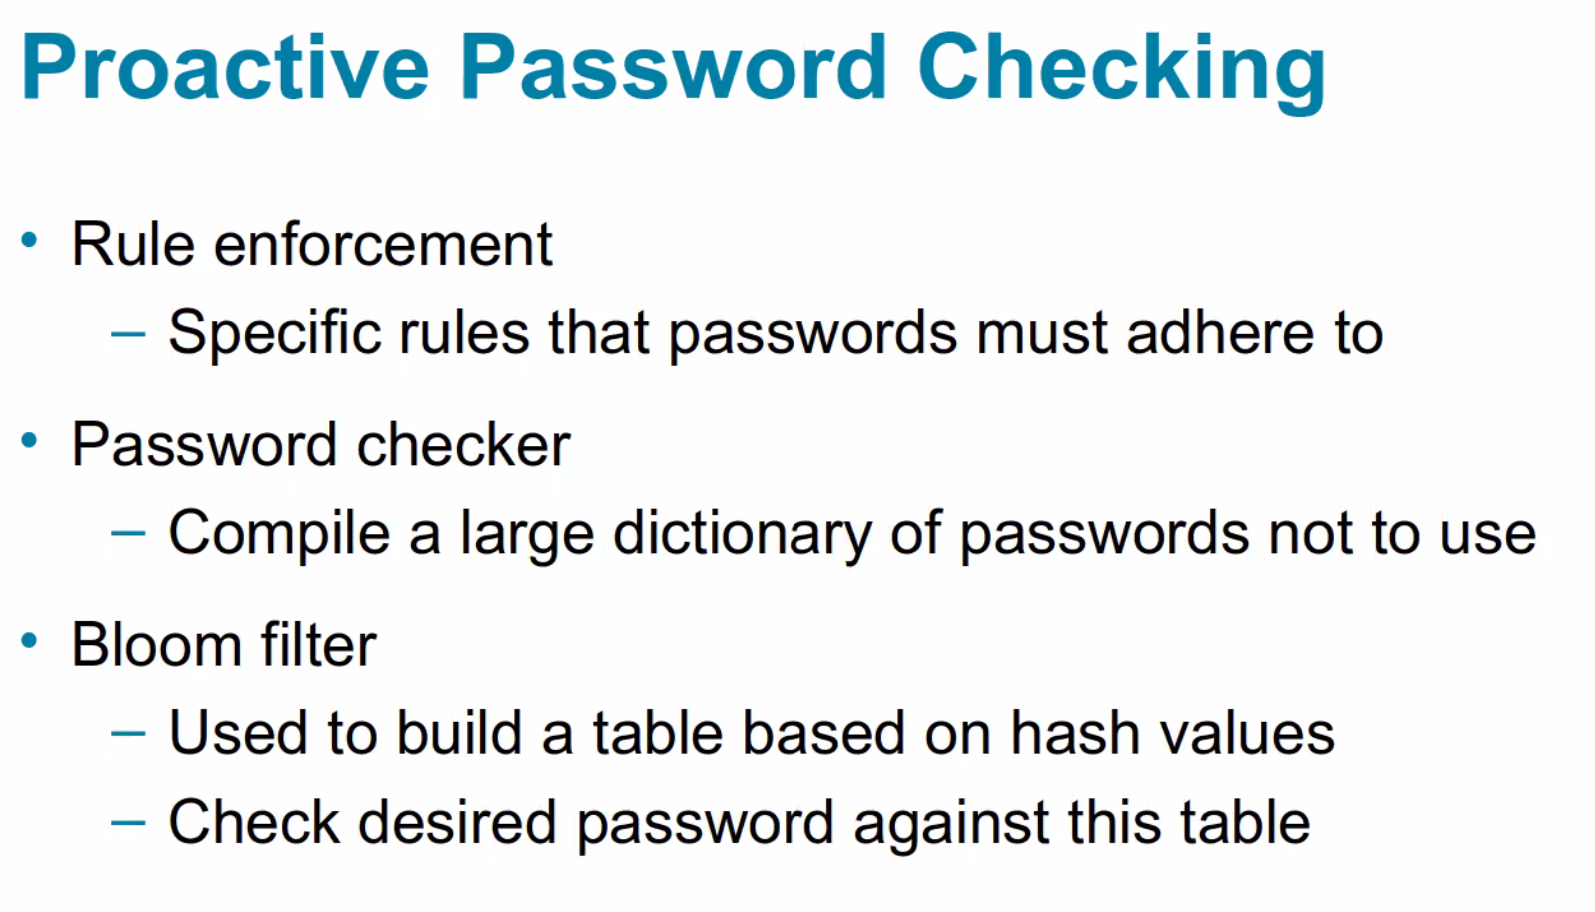 Proactive Password Checking
• Rule enforcement
– Specific rules that passwords must adhere to
• Password checker
– Compile a large dictionary of passwords not to use
• Bloom filter
– Used to build a table based on hash values
– Check desired password against this table